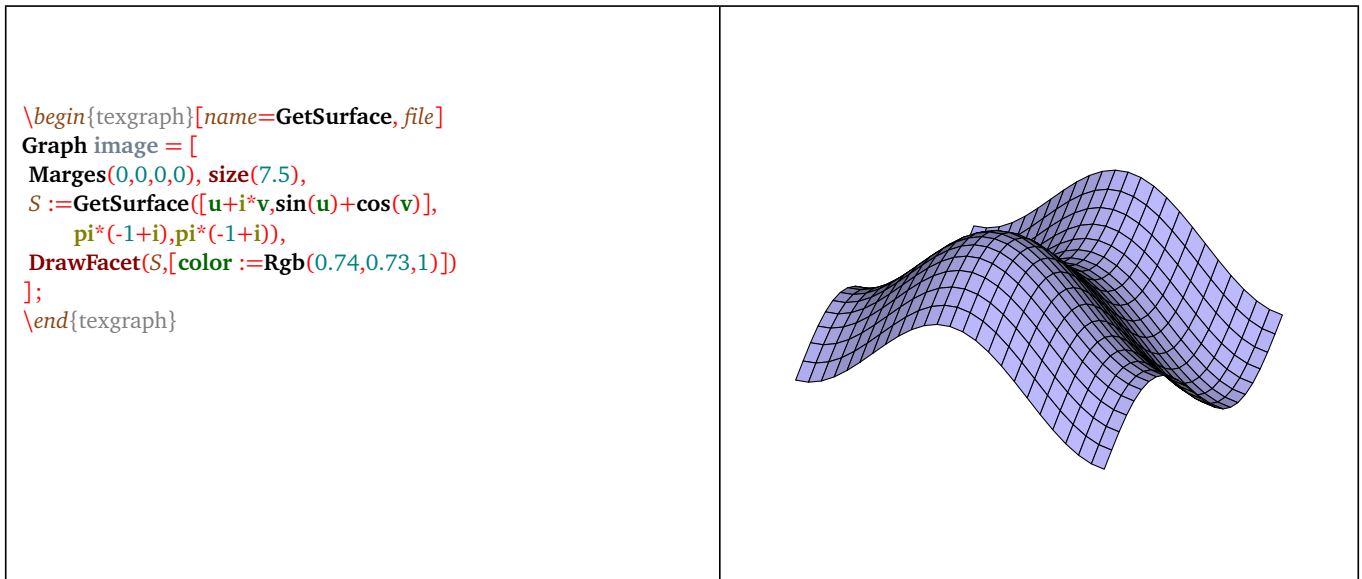 \begin{texgraph}[name=GetSurface, file]
Graph image = [
Marges(0,0,0,0), size(7.5),
S :=GetSurface([u+i*v,sin(u)+cos(v)],
pi*(-1+i),pi*(-1+i)),
DrawFacet(S,[color :=Rgb(0.74,0.73,1)])
];
\end{texgraph}